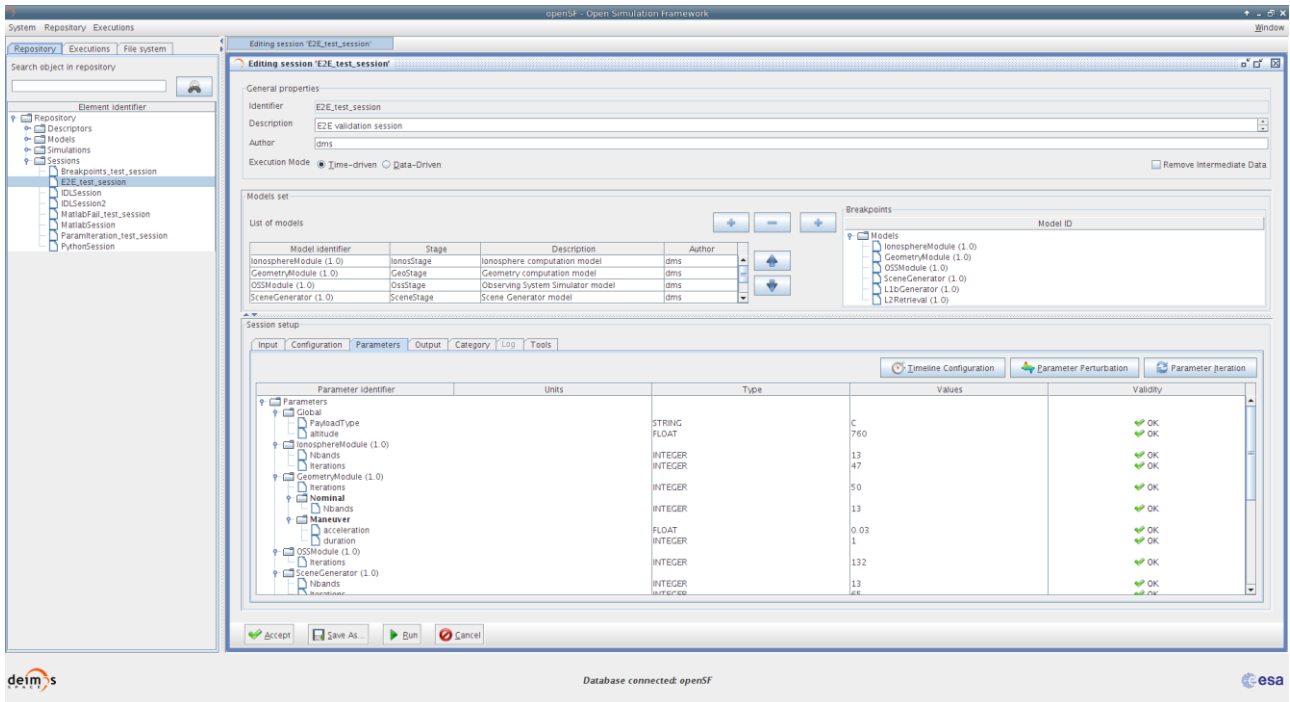 openSF - Open Simulation Framework
System Repository Executions Window
Repository Executions File system
Search object in repository
Element identifier
Repository
Descriptors
Models
Simulations
Sessions
Breakpoints_test_session
E2E_test_session
IDLSession
IDLSession2
MatlabFail_test_session
MatlabSession
ParamIteration_test_session
PythonSession
Editing session 'E2E_test_session'
Editing session 'E2E_test_session'
General properties
Identifier E2E_test_session
Description E2E validation session
Author dms
Execution Mode Time-driven Data-Driven Remove Intermediate Data
Models set
List of models
Model identifier Stage Description Author
IonosphereModule (1.0) IonosStage Ionosphere computation model dms
GeometryModule (1.0) GeoStage Geometry computation model dms
OSSModule (1.0) OssStage Observing System Simulator model dms
SceneGenerator (1.0) SceneStage Scene Generator model dms
Breakpoints
Model ID
Models
IonosphereModule (1.0)
GeometryModule (1.0)
OSSModule (1.0)
SceneGenerator (1.0)
L1bGenerator (1.0)
L2Retrieval (1.0)
Session setup
Input Configuration Parameters Output Category Log Tools
Timeline Configuration Parameter Perturbation Parameter Iteration
Parameter identifier Units Type Values Validity
Parameters
Global
PayloadType STRING C OK
altitude FLOAT 760 OK
IonosphereModule (1.0)
Nbands INTEGER 13 OK
Iterations INTEGER 47 OK
GeometryModule (1.0)
Iterations INTEGER 50 OK
Nominal
Nbands INTEGER 13 OK
Maneuver
acceleration FLOAT 0.03 OK
duration INTEGER 1 OK
OSSModule (1.0)
Iterations INTEGER 132 OK
SceneGenerator (1.0)
Nbands INTEGER 13 OK
Iterations INTEGER 65 OK
Accept Save As... Run Cancel
deimos
SPACE
Database connected: openSF
esa